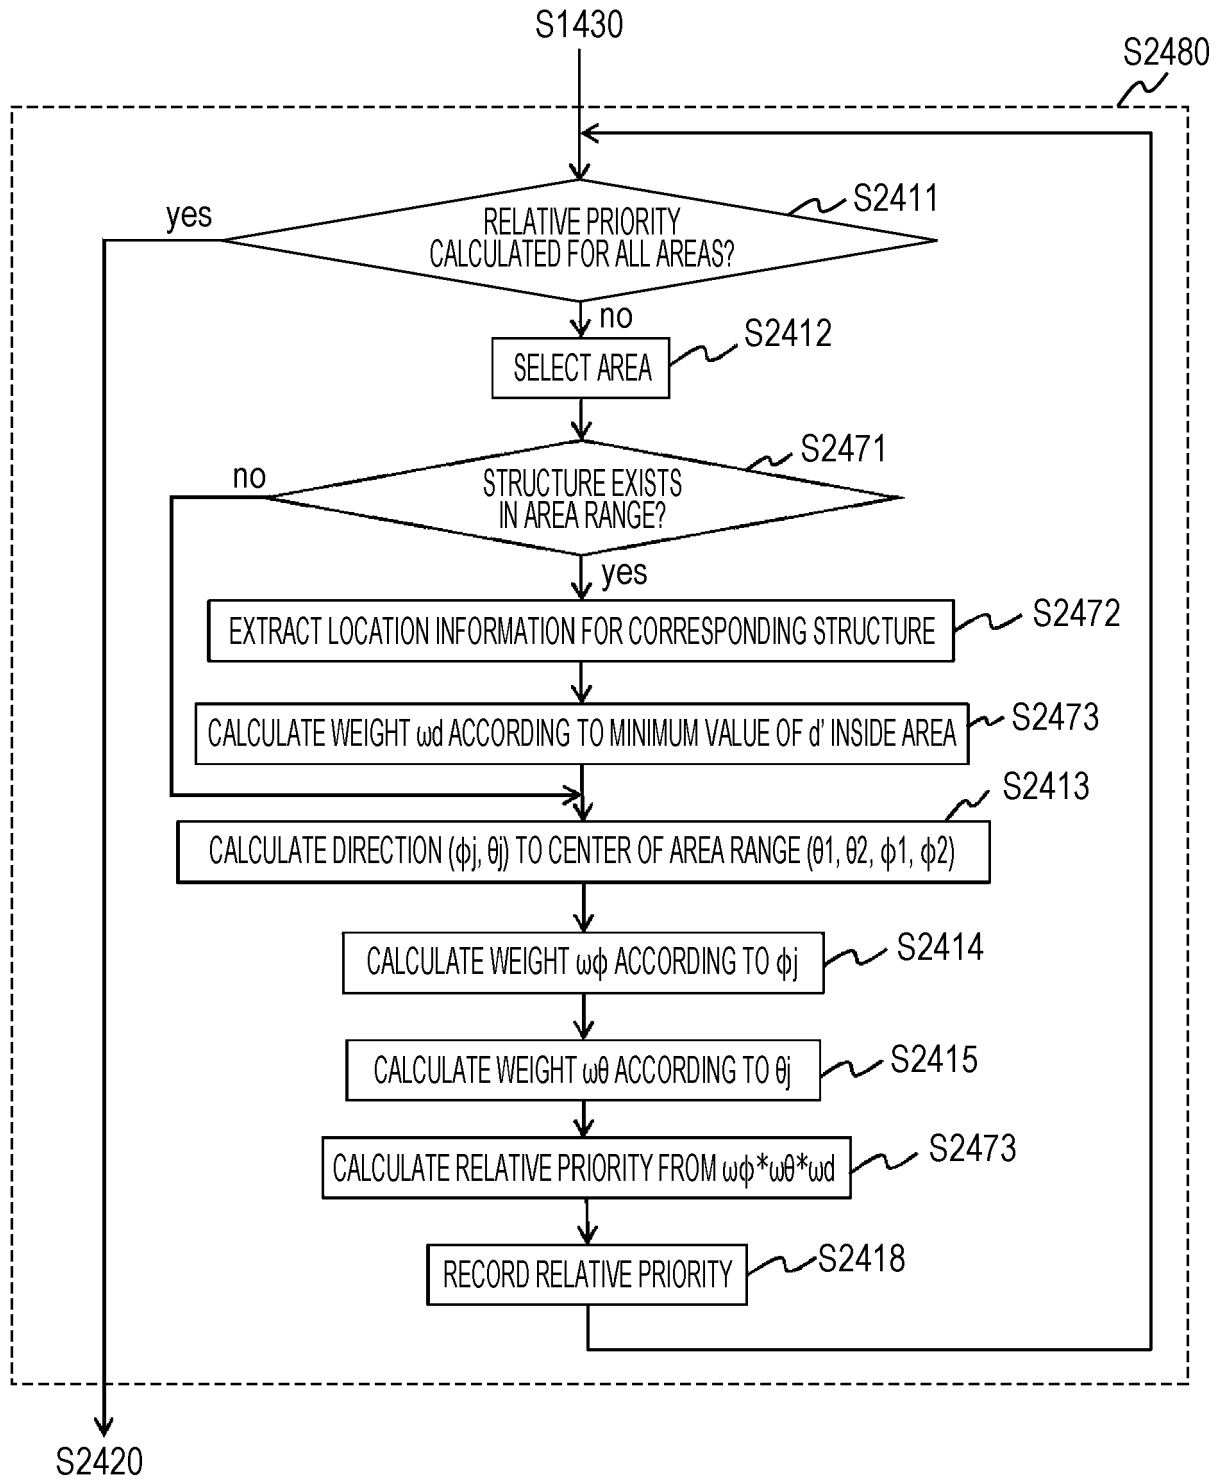 S1430
S2480
S2411
yes
RELATIVE PRIORITY
CALCULATED FOR ALL AREAS?
no
S2412
SELECT AREA
S2471
no
STRUCTURE EXISTS
IN AREA RANGE?
yes
S2472
EXTRACT LOCATION INFORMATION FOR CORRESPONDING STRUCTURE
S2473
CALCULATE WEIGHT ωd ACCORDING TO MINIMUM VALUE OF d' INSIDE AREA
S2413
CALCULATE DIRECTION (ϕj, θj) TO CENTER OF AREA RANGE (θ1, θ2, ϕ1, ϕ2)
S2414
CALCULATE WEIGHT ωϕ ACCORDING TO ϕj
S2415
CALCULATE WEIGHT ωθ ACCORDING TO θj
S2473
CALCULATE RELATIVE PRIORITY FROM ωϕ*ωθ*ωd
S2418
RECORD RELATIVE PRIORITY
S2420